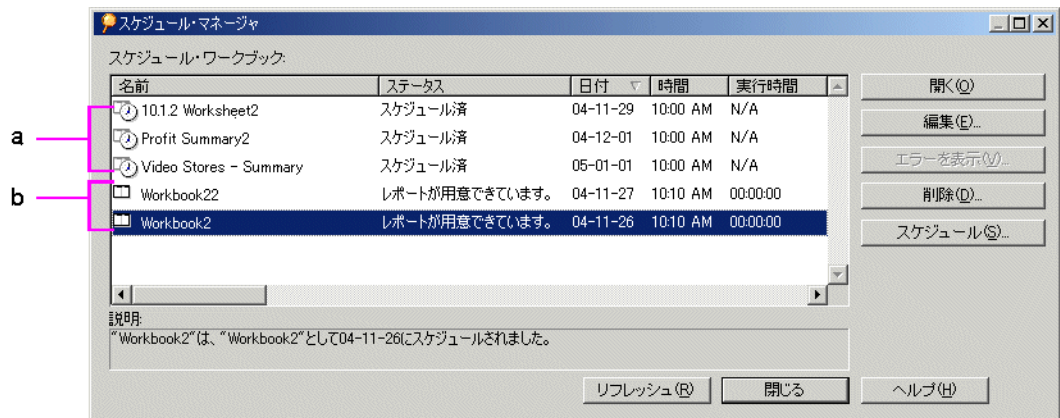 スケジュール・マネージャ
スケジュール・ワークブック:
名前 ステータス 日付 時間 実行時間
10.1.2 Worksheet2 スケジュール済 04-11-29 10:00 AM N/A
Profit Summary2 スケジュール済 04-12-01 10:00 AM N/A
Video Stores - Summary スケジュール済 05-01-01 10:00 AM N/A
Workbook22 レポートが用意できています。 04-11-27 10:10 AM 00:00:00
Workbook2 レポートが用意できています。 04-11-26 10:10 AM 00:00:00
a
b
開く(O)
編集(E)...
エラーを表示(V)...
削除(D)...
スケジュール(S)...
説明:
"Workbook2"は、"Workbook2"として04-11-26にスケジュールされました。
リフレッシュ(R) 閉じる ヘルプ(H)